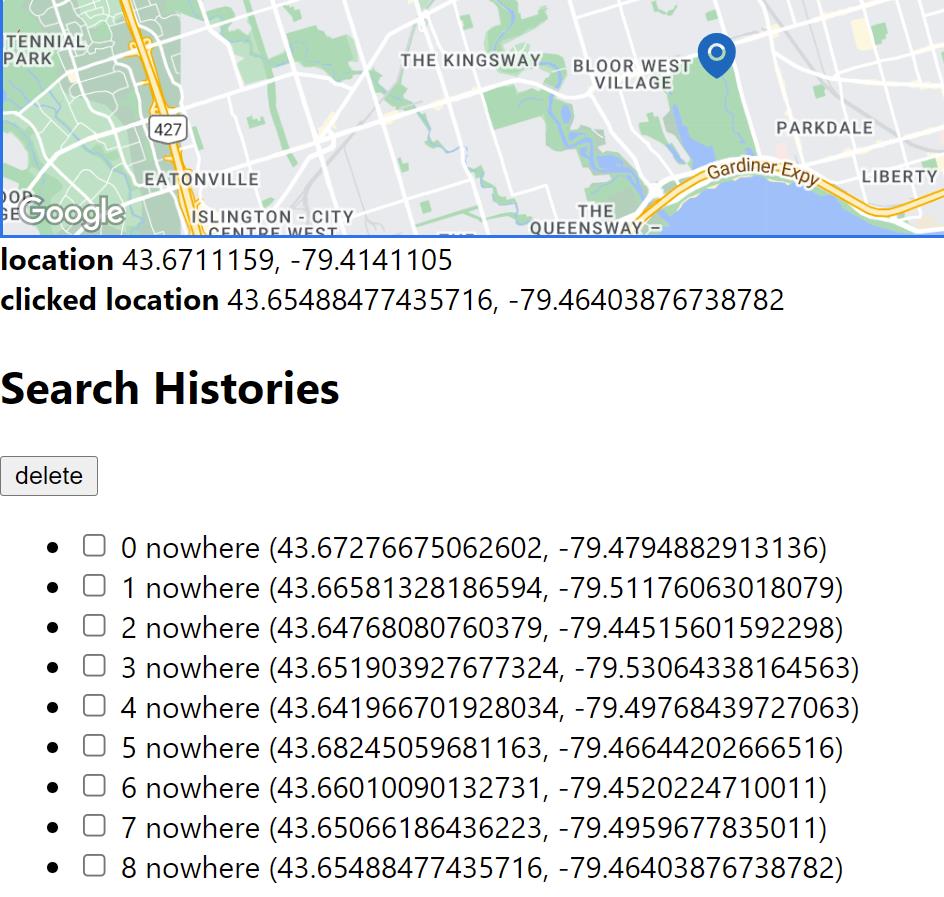 TENNIAL
PARK
THE KINGSWAY
BLOOR WEST
VILLAGE
427
PARKDALE
EATONVILLE
Gardiner Expy
LIBERTY
Google
ISLINGTON - CITY
CENTRE WEST
THE
QUEENSWAY –
location 43.6711159, -79.4141105
clicked location 43.65488477435716, -79.46403876738782
Search Histories
delete
• 0 nowhere (43.67276675062602, -79.4794882913136)
• 1 nowhere (43.66581328186594, -79.51176063018079)
• 2 nowhere (43.64768080760379, -79.44515601592298)
• 3 nowhere (43.651903927677324, -79.53064338164563)
• 4 nowhere (43.641966701928034, -79.49768439727063)
• 5 nowhere (43.68245059681163, -79.46644202666516)
• 6 nowhere (43.66010090132731, -79.4520224710011)
• 7 nowhere (43.65066186436223, -79.4959677835011)
• 8 nowhere (43.65488477435716, -79.46403876738782)